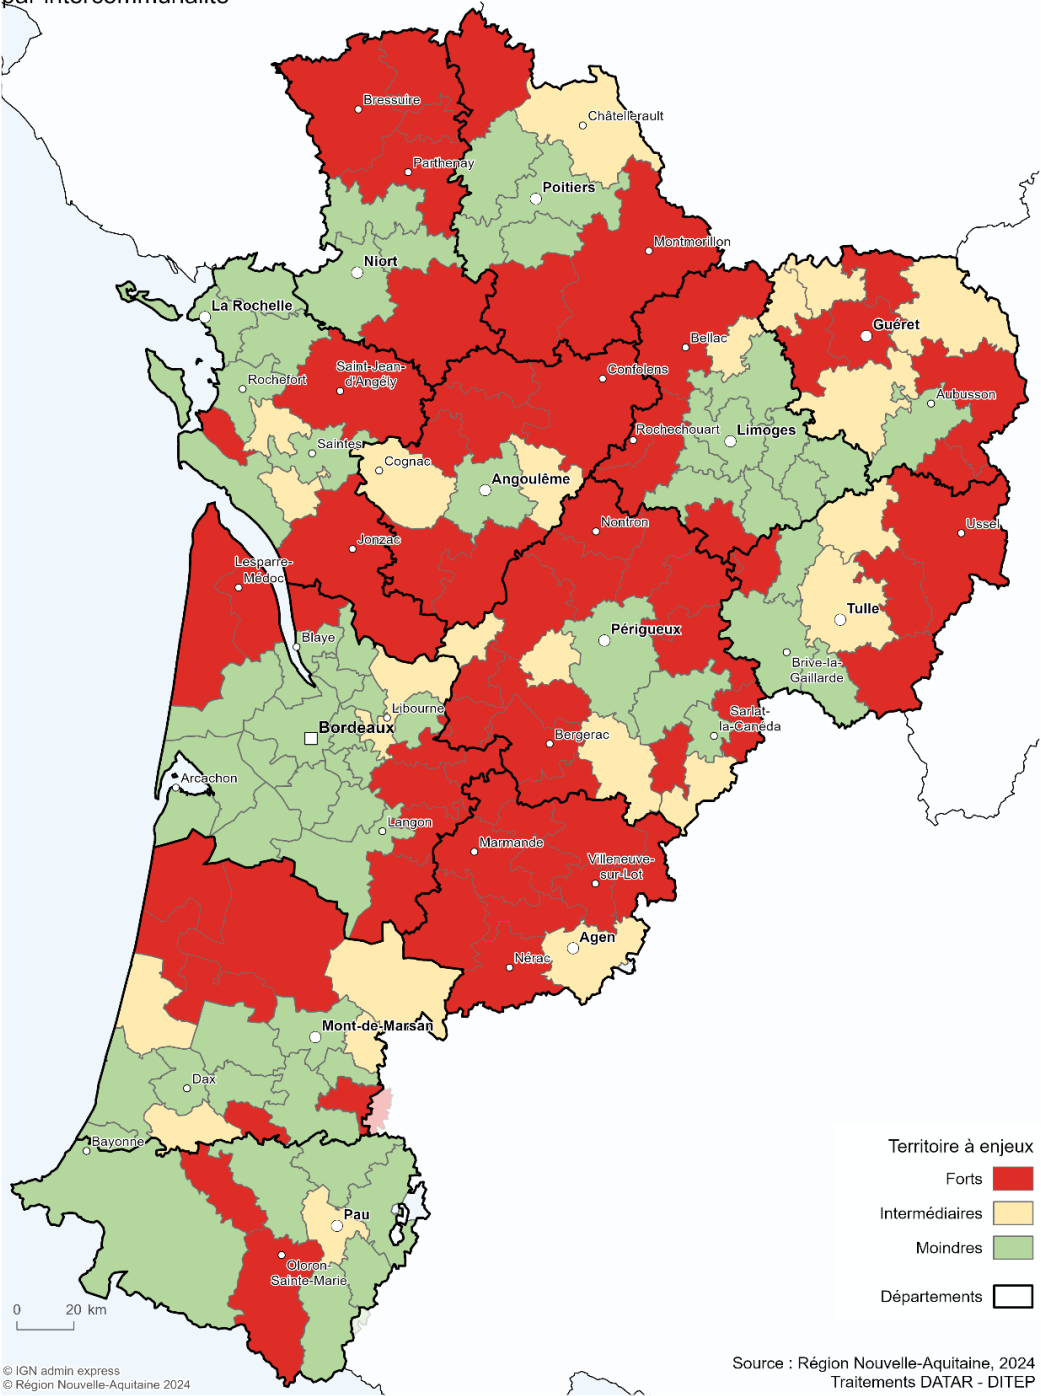 par intercommunalité
Bressuire
Châtellerault
Parthenay
Poitiers
Montmorillon
Niort
La Rochelle
Guéret
Bellac
Saint-Jean-
d'Angély
Confolens
Rochefort
Aubusson
Rochechouart
Limoges
Saintes
Cognac
Angoulême
Nontron
Ussel
Jonzac
Lesparre-
Médoc
Tulle
Périgueux
Blaye
Brive-la-
Gaillarde
Libourne
Sarlat-
la-Canéda
Bordeaux
Bergerac
Arcachon
Langon
Marmande
Villeneuve-
sur-Lot
Agen
Nérac
Mont-de-Marsan
Dax
Bayonne
Pau
Oloron-
Sainte-Marie
Territoire à enjeux
Forts
Intermédiaires
Moindres
Départements
0 20 km
© IGN admin express
© Région Nouvelle-Aquitaine 2024
Source : Région Nouvelle-Aquitaine, 2024
Traitements DATAR - DITEP